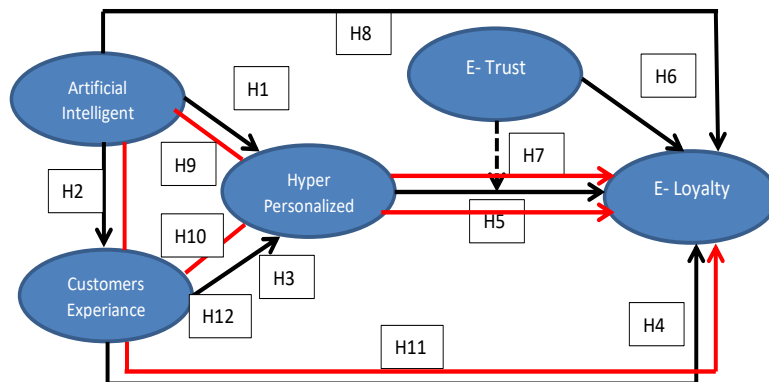 H8
Artificial
Intelligent
E- Trust
H1
H6
H9
H7
H2
Hyper
Personalized
E- Loyalty
H10
H5
H3
Customers
Experiance
H12
H4
H11